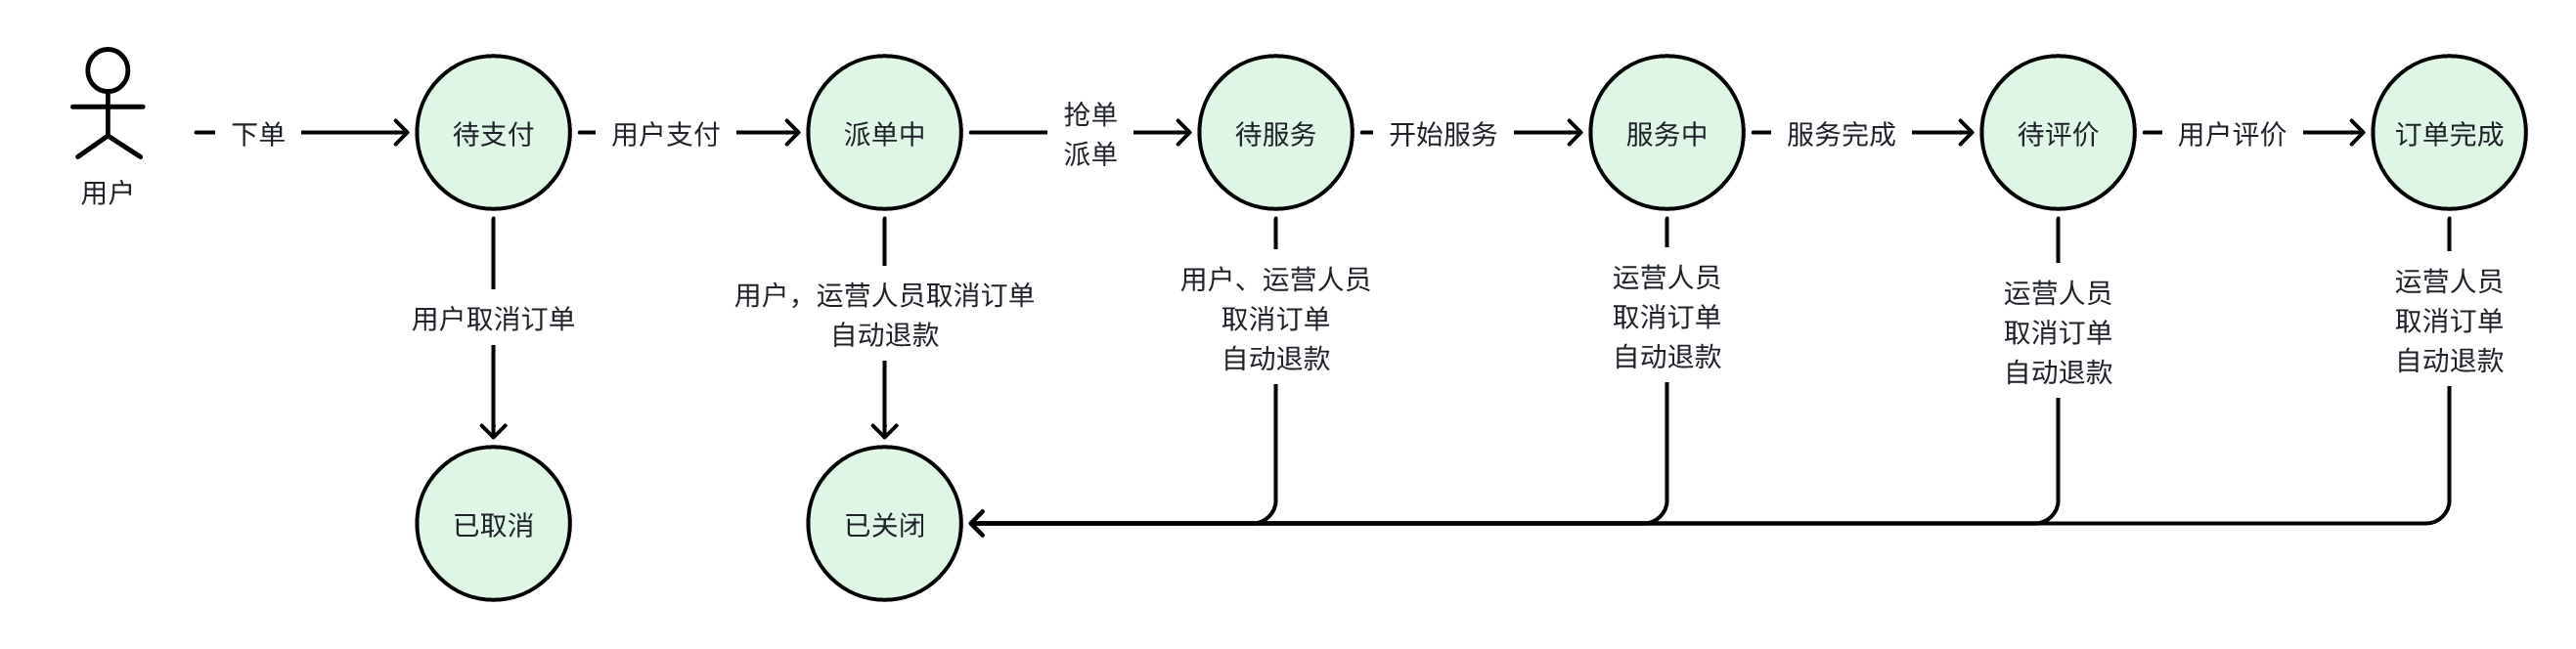 用户
下单
待支付
用户支付
派单中
抢单
派单
待服务
开始服务
服务中
服务完成
待评价
用户评价
订单完成
用户取消订单
用户，运营人员取消订单
自动退款
用户、运营人员
取消订单
自动退款
运营人员
取消订单
自动退款
运营人员
取消订单
自动退款
运营人员
取消订单
自动退款
已取消
已关闭